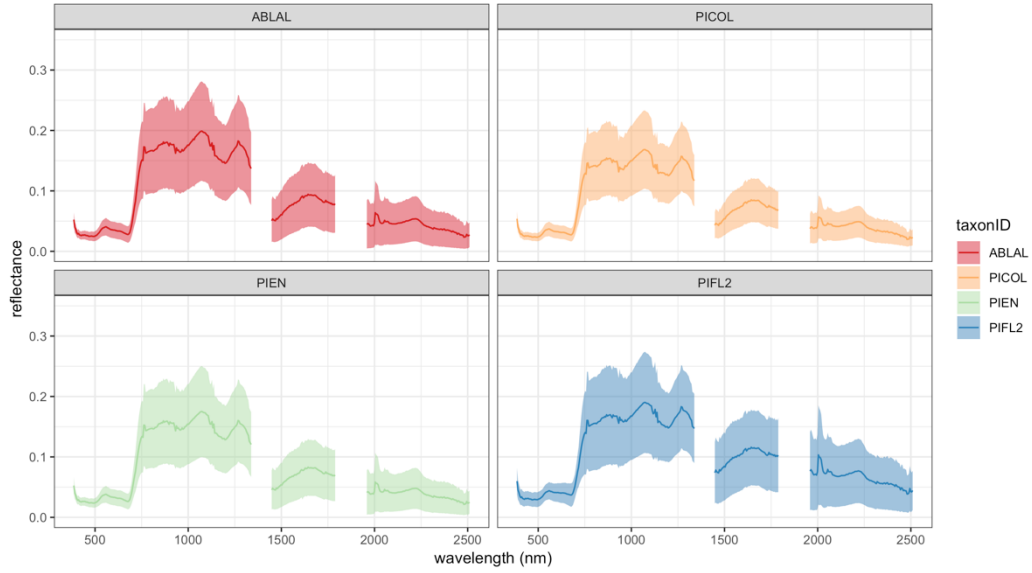 ABLAL
PICOL
0.3
0.2
0.1
0.0
reflectance
PIEN
PIFL2
0.3
0.2
0.1
0.0
500
1000
1500
2000
2500
500
1000
1500
2000
2500
wavelength (nm)
taxonID
ABLAL
PICOL
PIEN
PIFL2